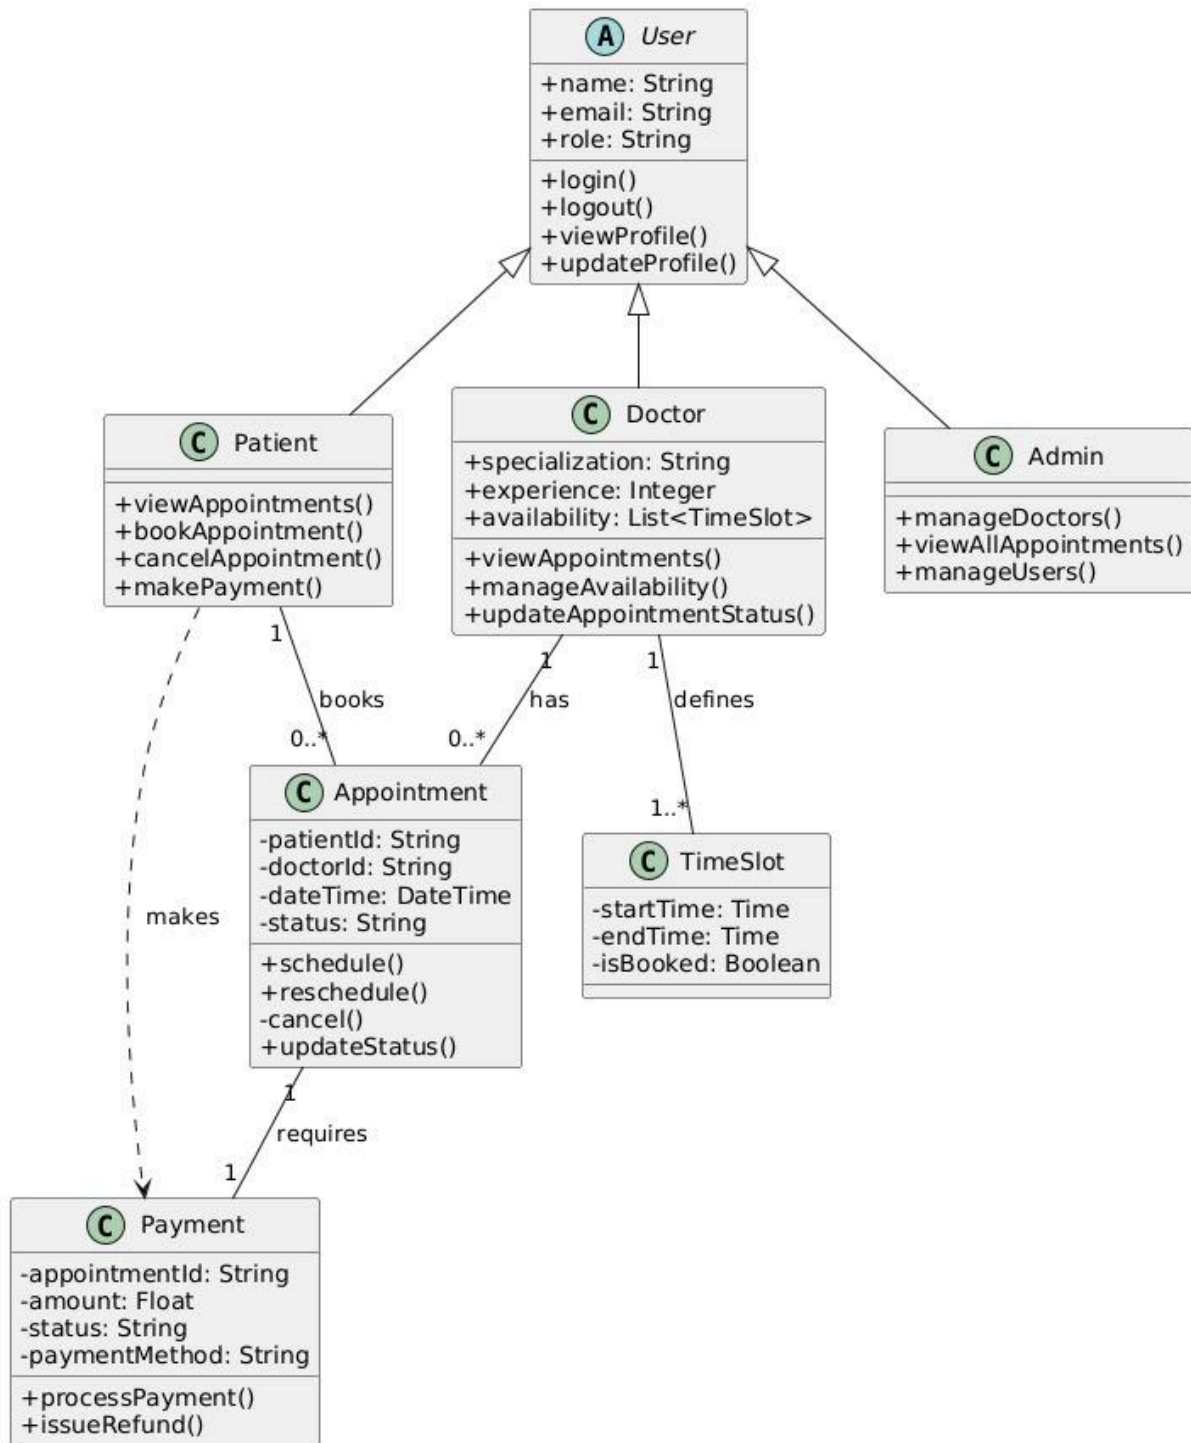 A User
+name: String
+email: String
+role: String
+login()
+logout()
+viewProfile()
+updateProfile()
C Patient
+viewAppointments()
+bookAppointment()
+cancelAppointment()
+makePayment()
C Doctor
+specialization: String
+experience: Integer
+availability: List<TimeSlot>
+viewAppointments()
+manageAvailability()
+updateAppointmentStatus()
C Admin
+manageDoctors()
+viewAllAppointments()
+manageUsers()
1
books
0..*
1
has
0..*
1
defines
1..*
C Appointment
-patientId: String
-doctorId: String
-dateTime: DateTime
-status: String
+schedule()
+reschedule()
-cancel()
+updateStatus()
C TimeSlot
-startTime: Time
-endTime: Time
-isBooked: Boolean
makes
1
requires
1
C Payment
-appointmentId: String
-amount: Float
-status: String
-paymentMethod: String
+processPayment()
+issueRefund()